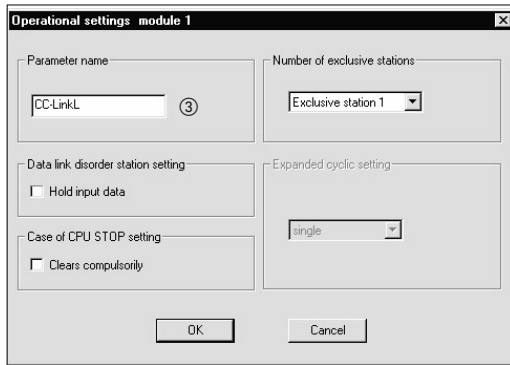 Operational settings module 1
Parameter name
CC-LinkL
③
Number of exclusive stations
Exclusive station 1
Data link disorder station setting
Hold input data
Expanded cyclic setting
single
Case of CPU STOP setting
Clears compulsorily
OK
Cancel